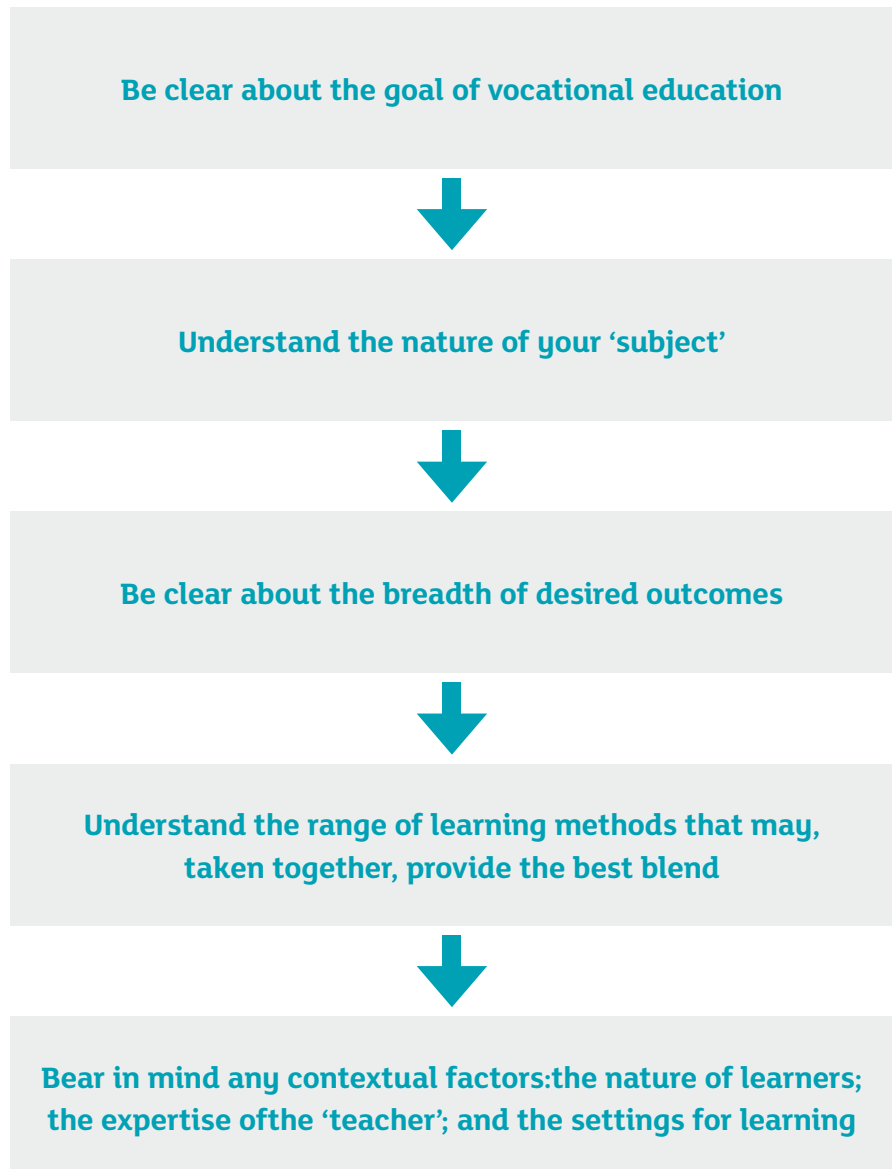 Be clear about the goal of vocational education
Understand the nature of your ‘subject’
Be clear about the breadth of desired outcomes
Understand the range of learning methods that may,
taken together, provide the best blend
Bear in mind any contextual factors:the nature of learners;
the expertise ofthe ‘teacher’; and the settings for learning